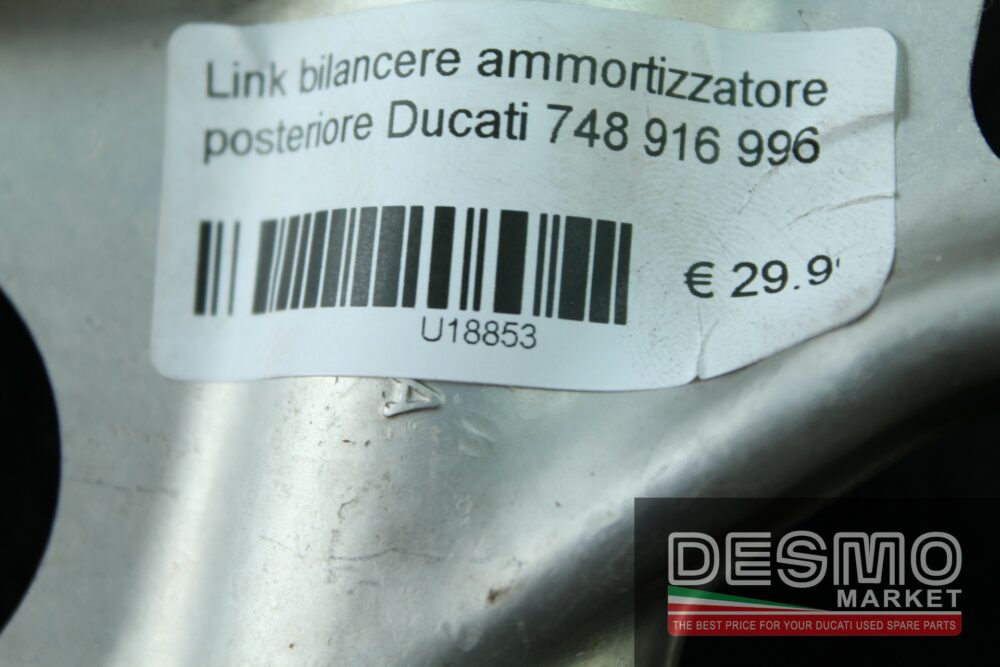 Link bilancere ammortizzatore
posteriore Ducati 748 916 996
€ 29.9
U18853
A
DESMO
MARKET
THE BEST PRICE FOR YOUR DUCATI USED SPARE PARTS